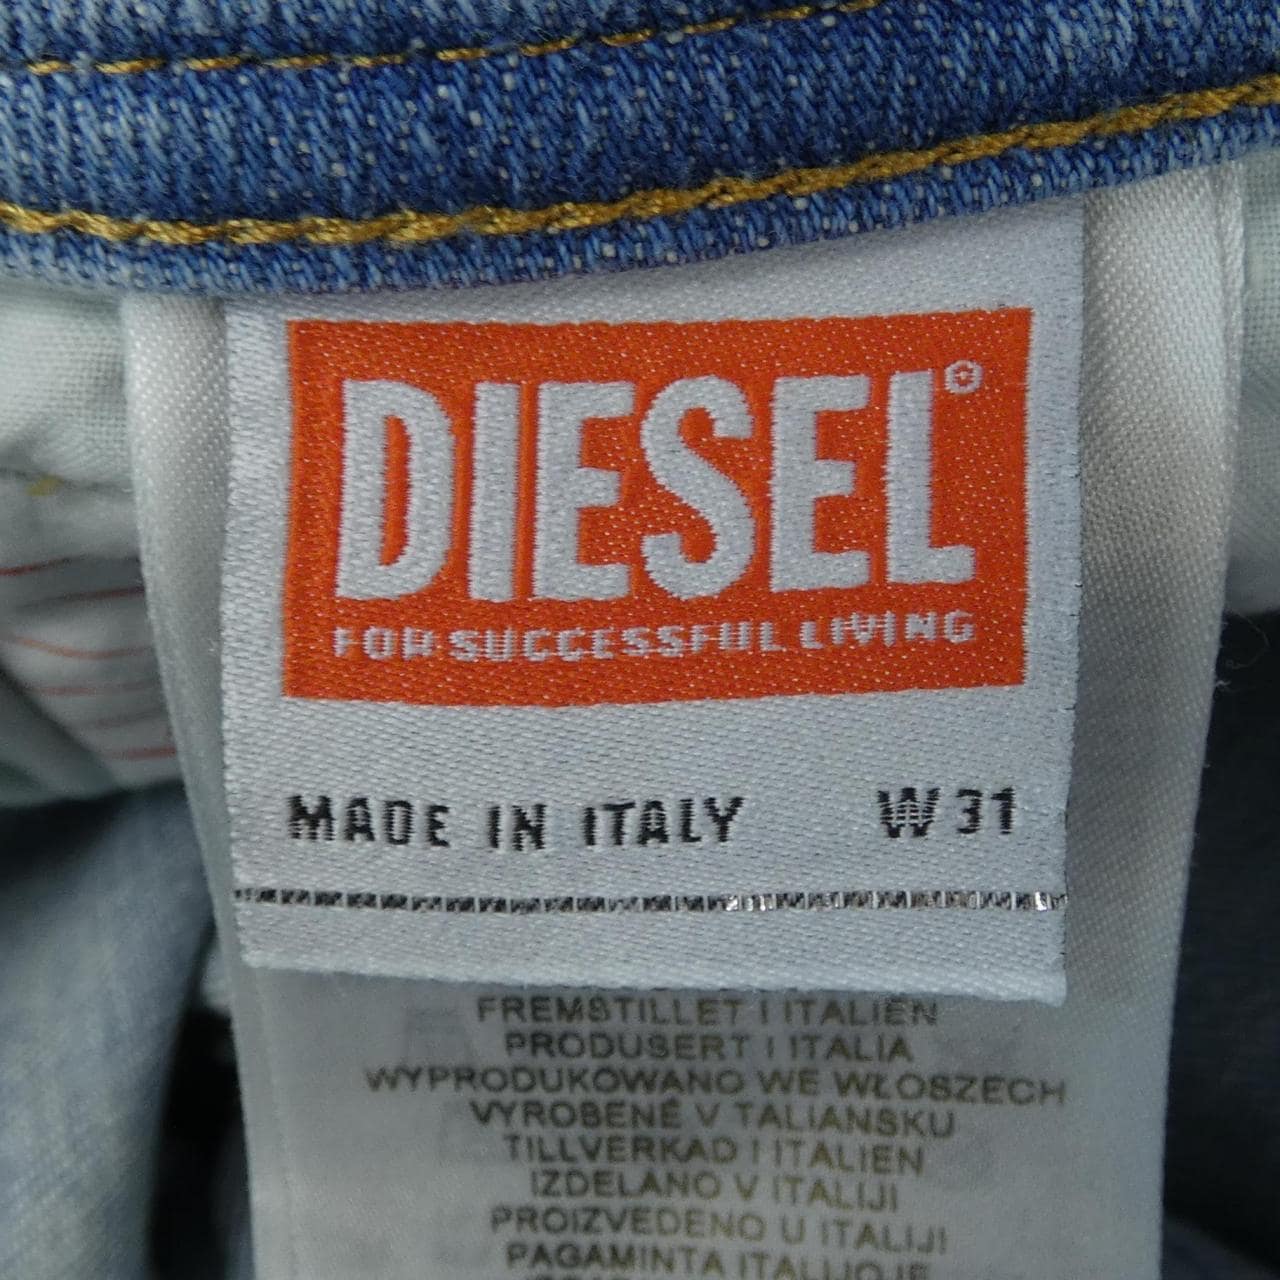 DIESEL
FOR SUCCESSFUL LIVING
MADE IN ITALY W 31
FREMSTILLET I ITALIEN
PRODUSERT I ITALIA
WYPRODUKOWANO WE WŁOSZECH
VYROBENÉ V TALIANSKU
TILLVERKAD I ITALIEN
IZDELANO V ITALIJI
PROIZVEDENO U ITALIJI
PAGAMINTA ITALIJOJE